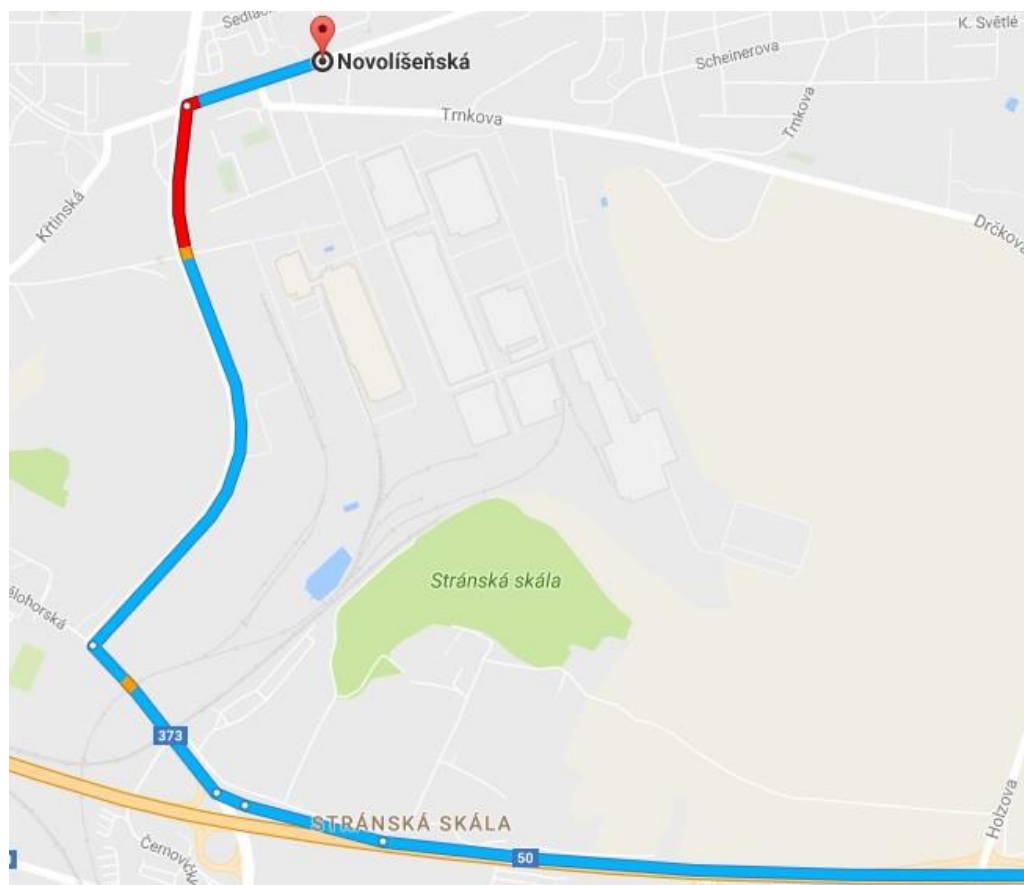 K. Světlé
Novolíšeňská
Scheinerova
Trnkova
Trnkova
Křtinská
Drčkova
Stránská skála
373
STRÁNSKÁ SKÁLA
Holzova
50